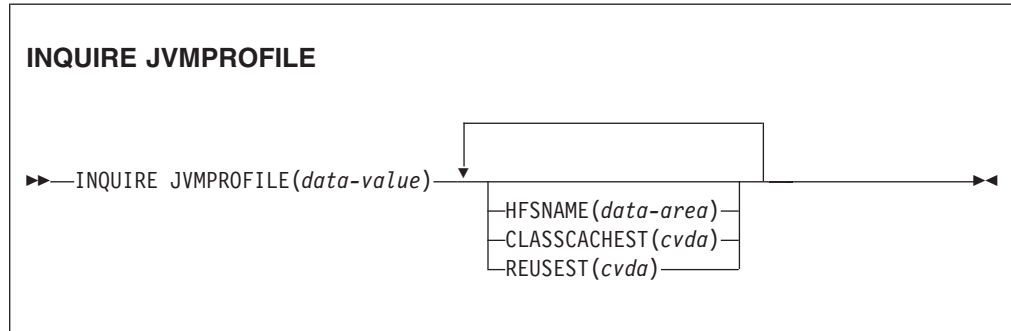 INQUIRE JVMPROFILE
INQUIRE JVMPROFILE(data-value)
HFSNAME(data-area)
CLASSCACHEST(cvda)
REUSEST(cvda)